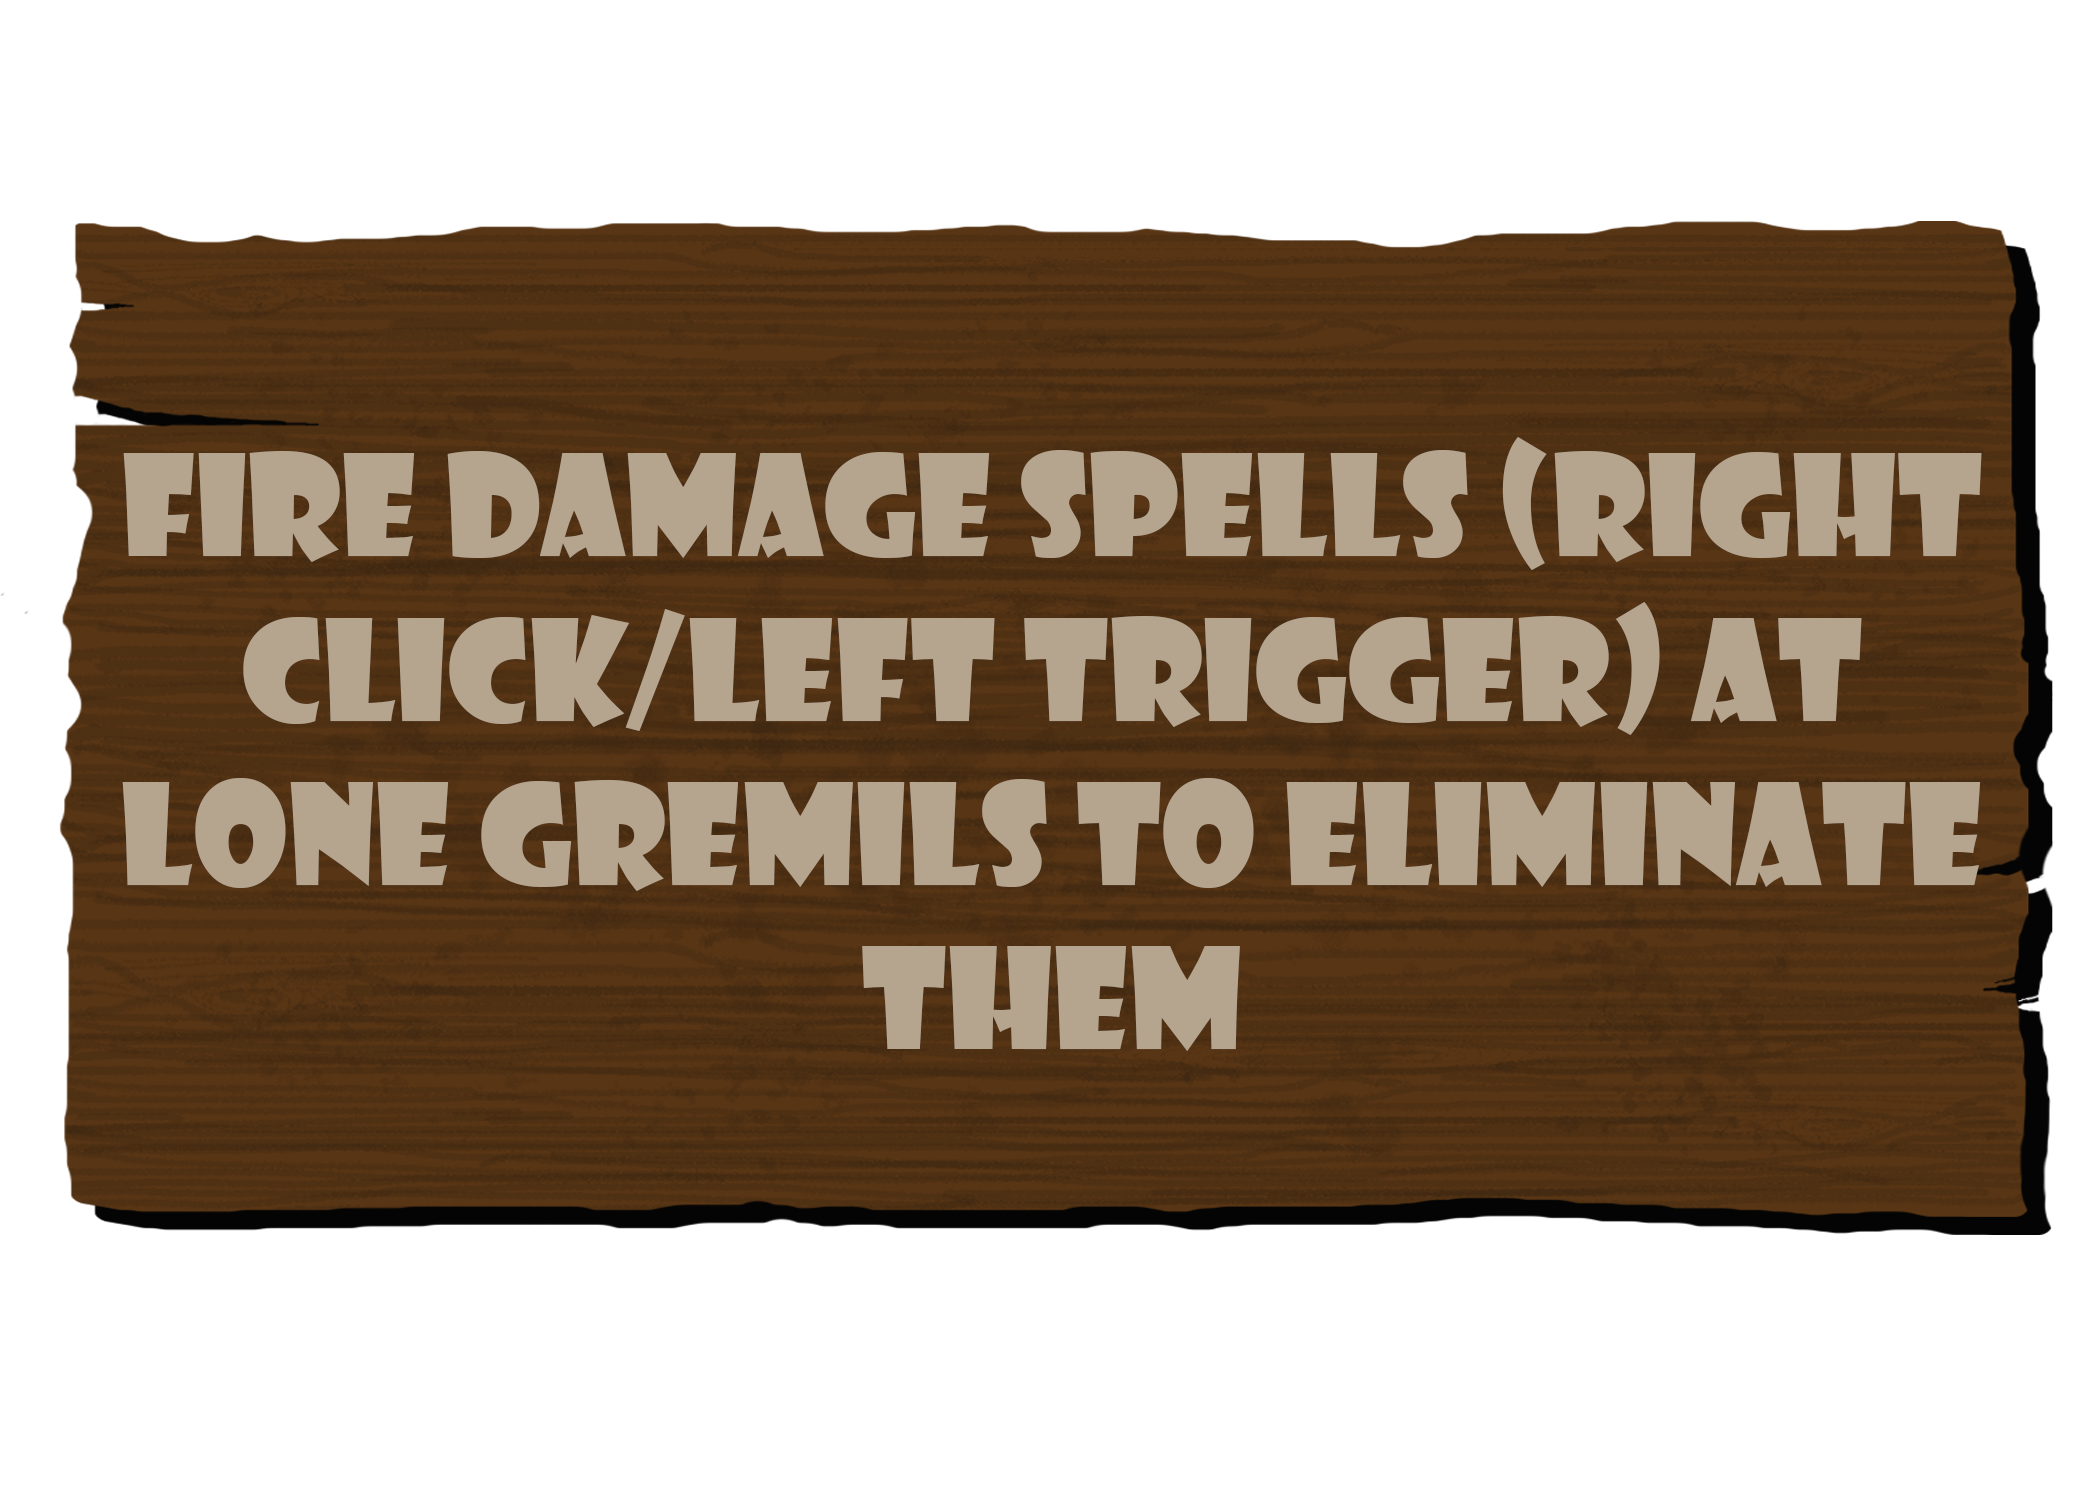 FIRE DAMAGE SPELLS (RIGHT
CLICK/LEFT TRIGGER) AT
LONE GREMILS TO ELIMINATE
THEM